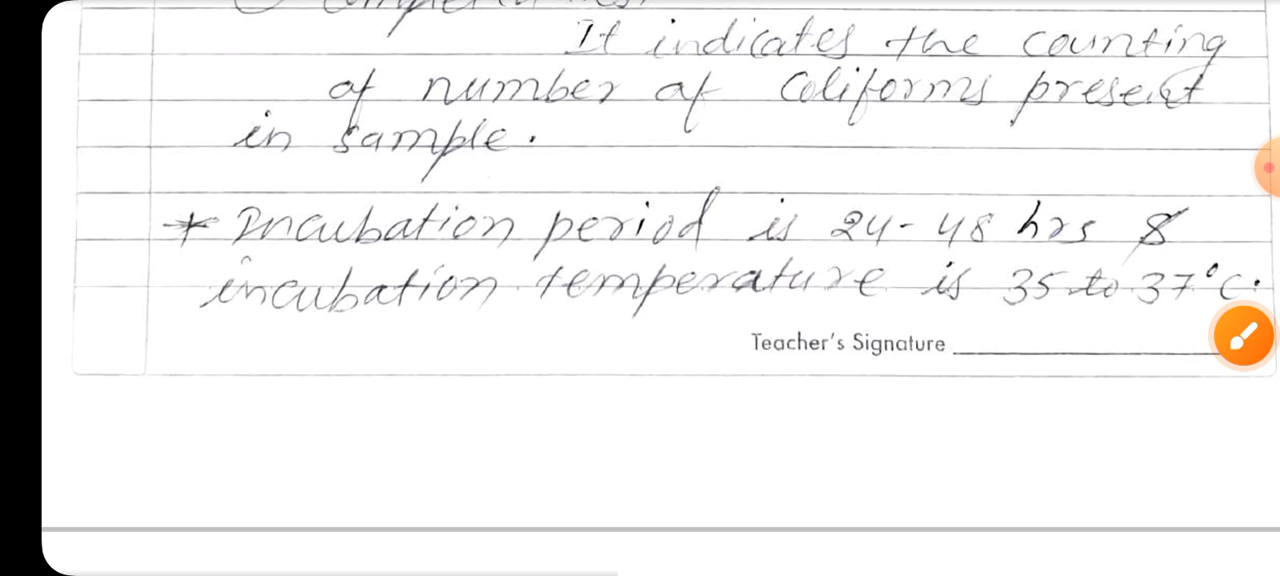 It indicates the counting
of number of Coliforms present
in sample.
* Incubation period is 24-48 hrs &
incubation temperature is 35 to 37°C.
Teacher's Signature